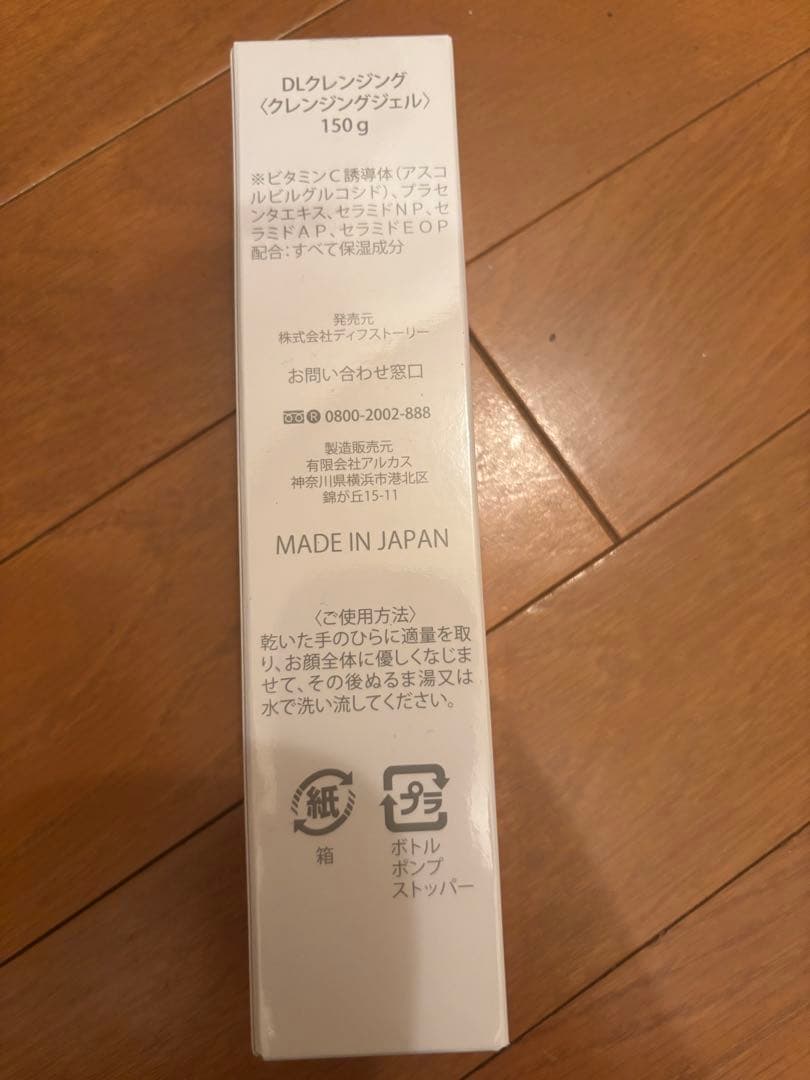 DLクレンジング
〈クレンジングジェル〉
150g
※ビタミンC誘導体(アスコ
ルビルグルコシド)、プラセ
ンタエキス、セラミドNP、セ
ラミドAP、セラミドEOP
配合:すべて保湿成分
発売元
株式会社ディフストーリー
お問い合わせ窓口
R 0800-2002-888
製造販売元
有限会社アルカス
神奈川県横浜市港北区
錦が丘15-11
MADE IN JAPAN
〈ご使用方法〉
乾いた手のひらに適量を取
り、お顔全体に優しくなじま
せて、その後ぬるま湯又は
水で洗い流してください。
紙
箱
プラ
ボトル
ポンプ
ストッパー